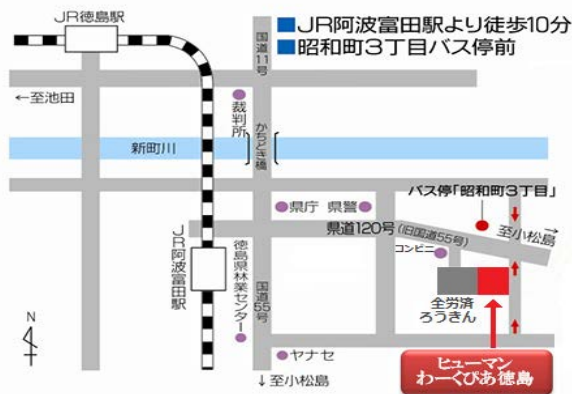 JR徳島駅
■JR阿波富田駅より徒歩10分
■昭和町3丁目バス停前
国道11号
←至池田
裁判所
新町川
かちどき橋
バス停「昭和町3丁目」
県庁 県警
県道120号(旧国道55号)
至小松島→
コンビニ
JR阿波富田駅
徳島県林業センター
国道55号
全労済
ろうきん
N
ヤナセ
↓至小松島
ヒューマン
わーくぴあ徳島